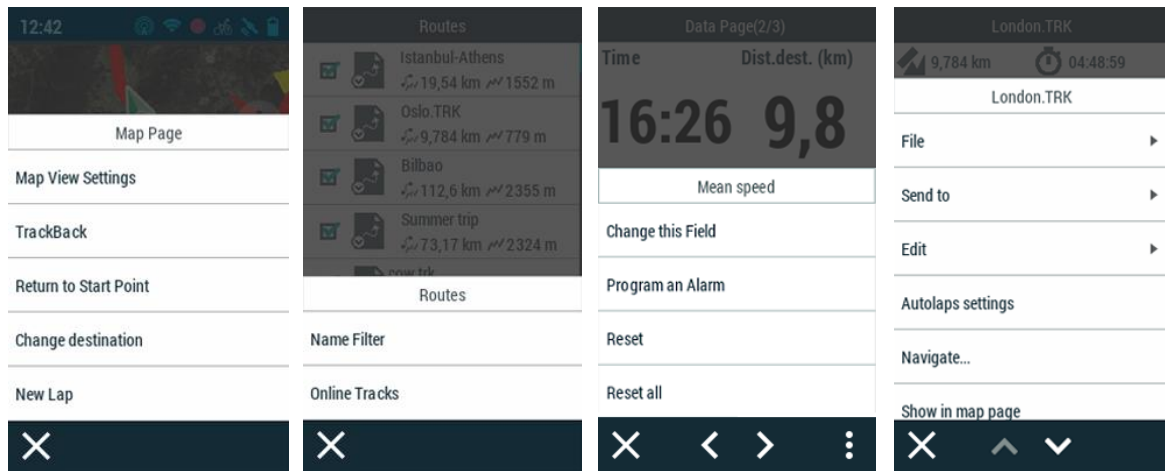 12:42
Map Page
Map View Settings
TrackBack
Return to Start Point
Change destination
New Lap
Routes
Istanbul-Athens
19,54 km 1552 m
Oslo.TRK
9,784 km 779 m
Bilbao
112,6 km 2355 m
Summer trip
73,17 km 2324 m
cow.trk
Routes
Name Filter
Online Tracks
Data Page(2/3)
Time Dist.dest. (km)
16:26 9,8
Mean speed
Change this Field
Program an Alarm
Reset
Reset all
London.TRK
9,784 km 04:48:59
London.TRK
File
Send to
Edit
Autolaps settings
Navigate...
Show in map page